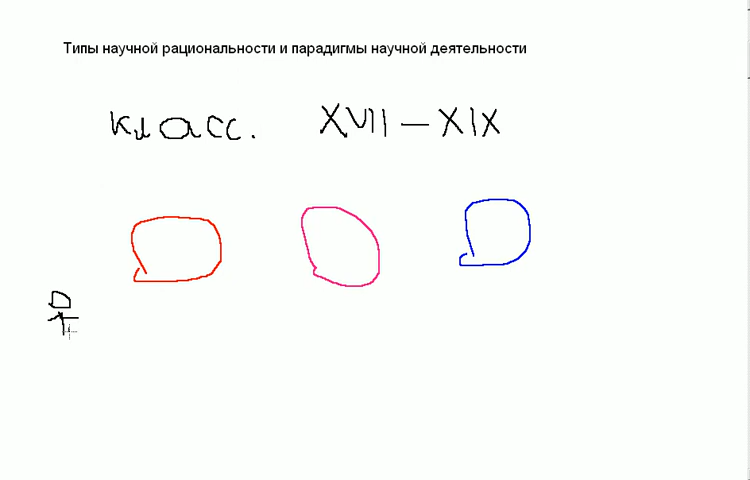 Типы научной рациональности и парадигмы научной деятельности
класс. XVII – XIX